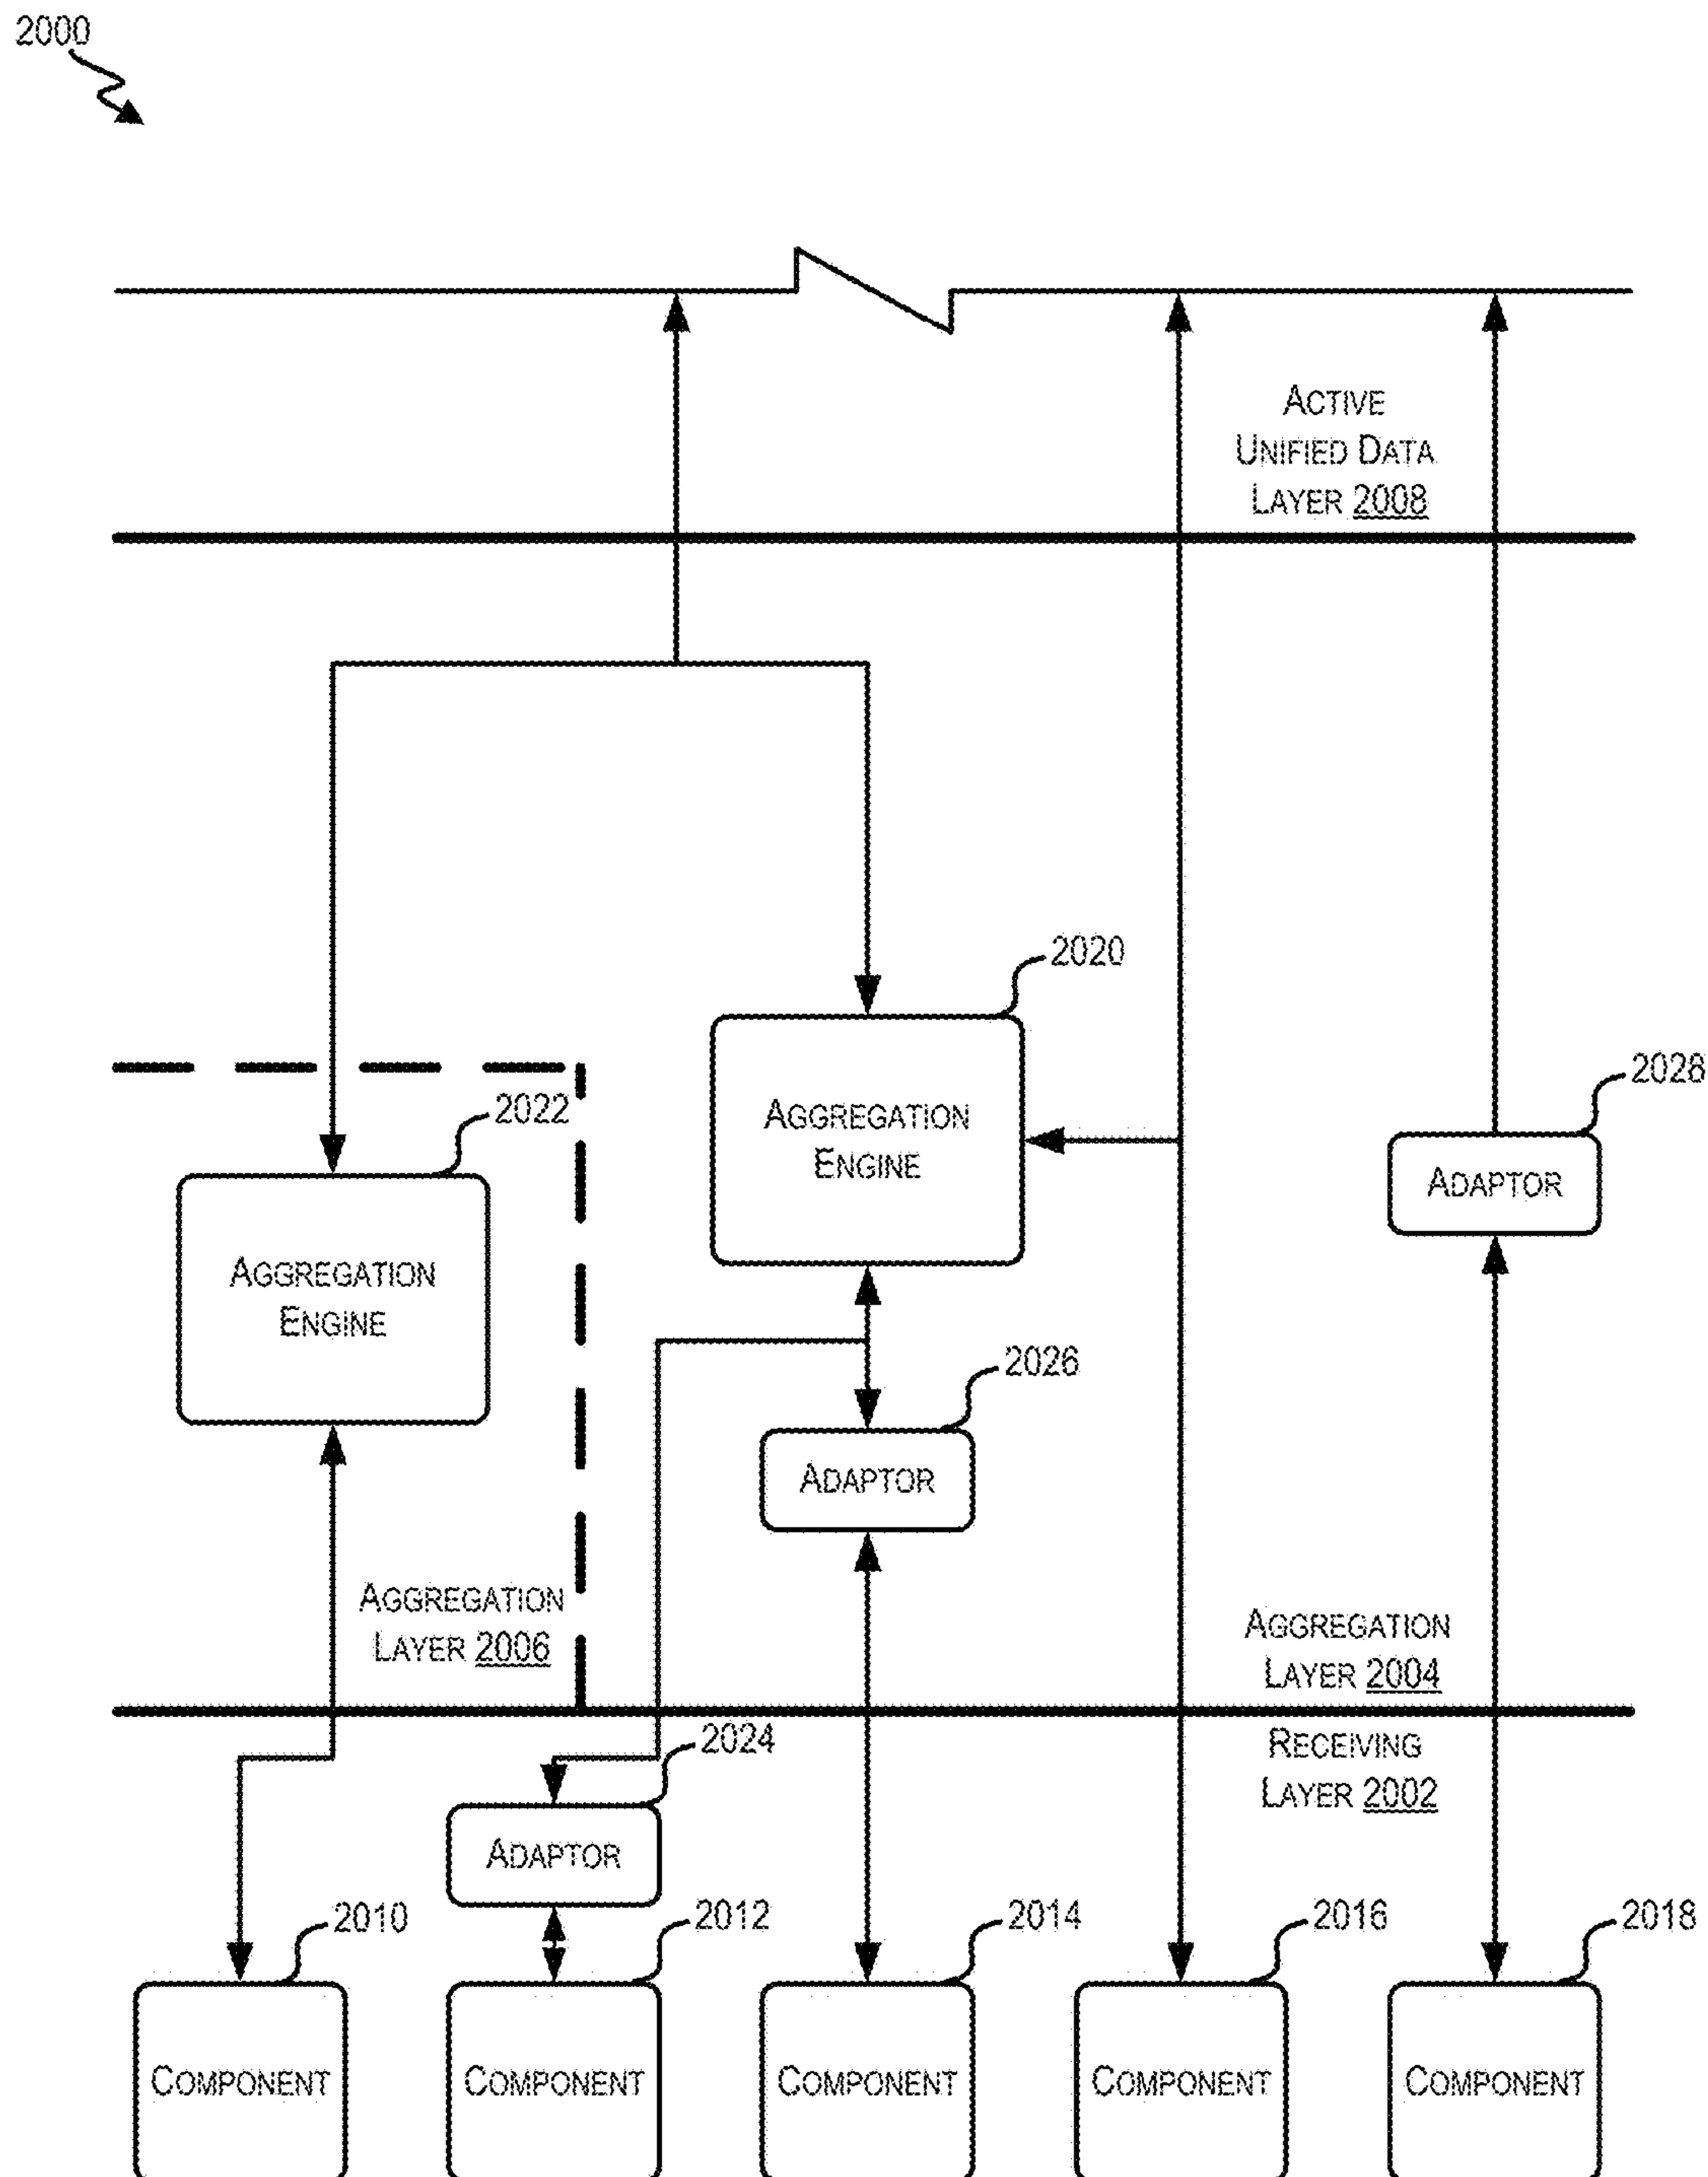 2000
ACTIVE
UNIFIED DATA
LAYER 2008
2020
2028
2022
AGGREGATION
ENGINE
ADAPTOR
AGGREGATION
ENGINE
2026
ADAPTOR
AGGREGATION
LAYER 2006
AGGREGATION
LAYER 2004
2024
RECEIVING
LAYER 2002
ADAPTOR
2010
2012
2014
2016
2018
COMPONENT
COMPONENT
COMPONENT
COMPONENT
COMPONENT